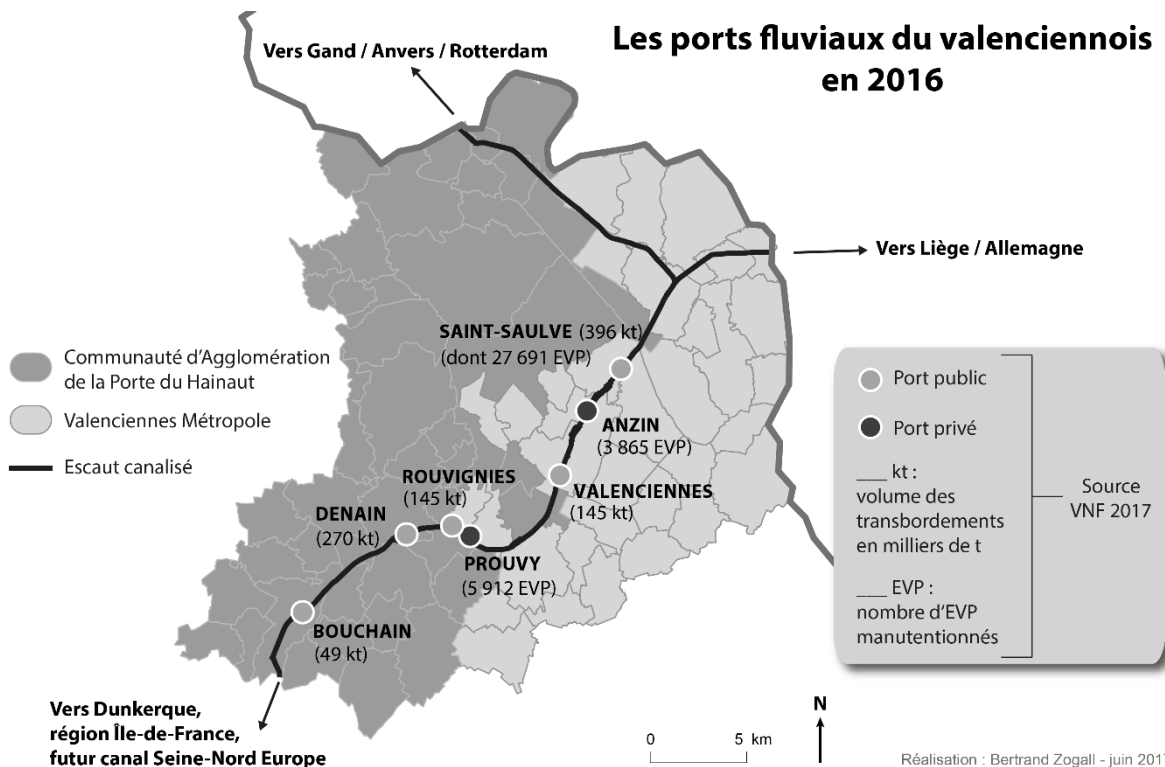 Les ports fluviaux du valenciennois
en 2016
Vers Gand / Anvers / Rotterdam
Vers Liège / Allemagne
SAINT-SAULVE (396 kt)
(dont 27 691 EVP)
ANZIN
(3 865 EVP)
VALENCIENNES
(145 kt)
ROUVIGNIES
(145 kt)
DENAIN
(270 kt)
PROUVY
(5 912 EVP)
BOUCHAIN
(49 kt)
Vers Dunkerque,
région Île-de-France,
futur canal Seine-Nord Europe
Communauté d'Agglomération
de la Porte du Hainaut
Valenciennes Métropole
Escaut canalisé
Port public
Port privé
___ kt :
volume des
transbordements
en milliers de t
___ EVP :
nombre d'EVP
manutentionnés
Source
VNF 2017
0 5 km
N
Réalisation : Bertrand Zogall - juin 2017